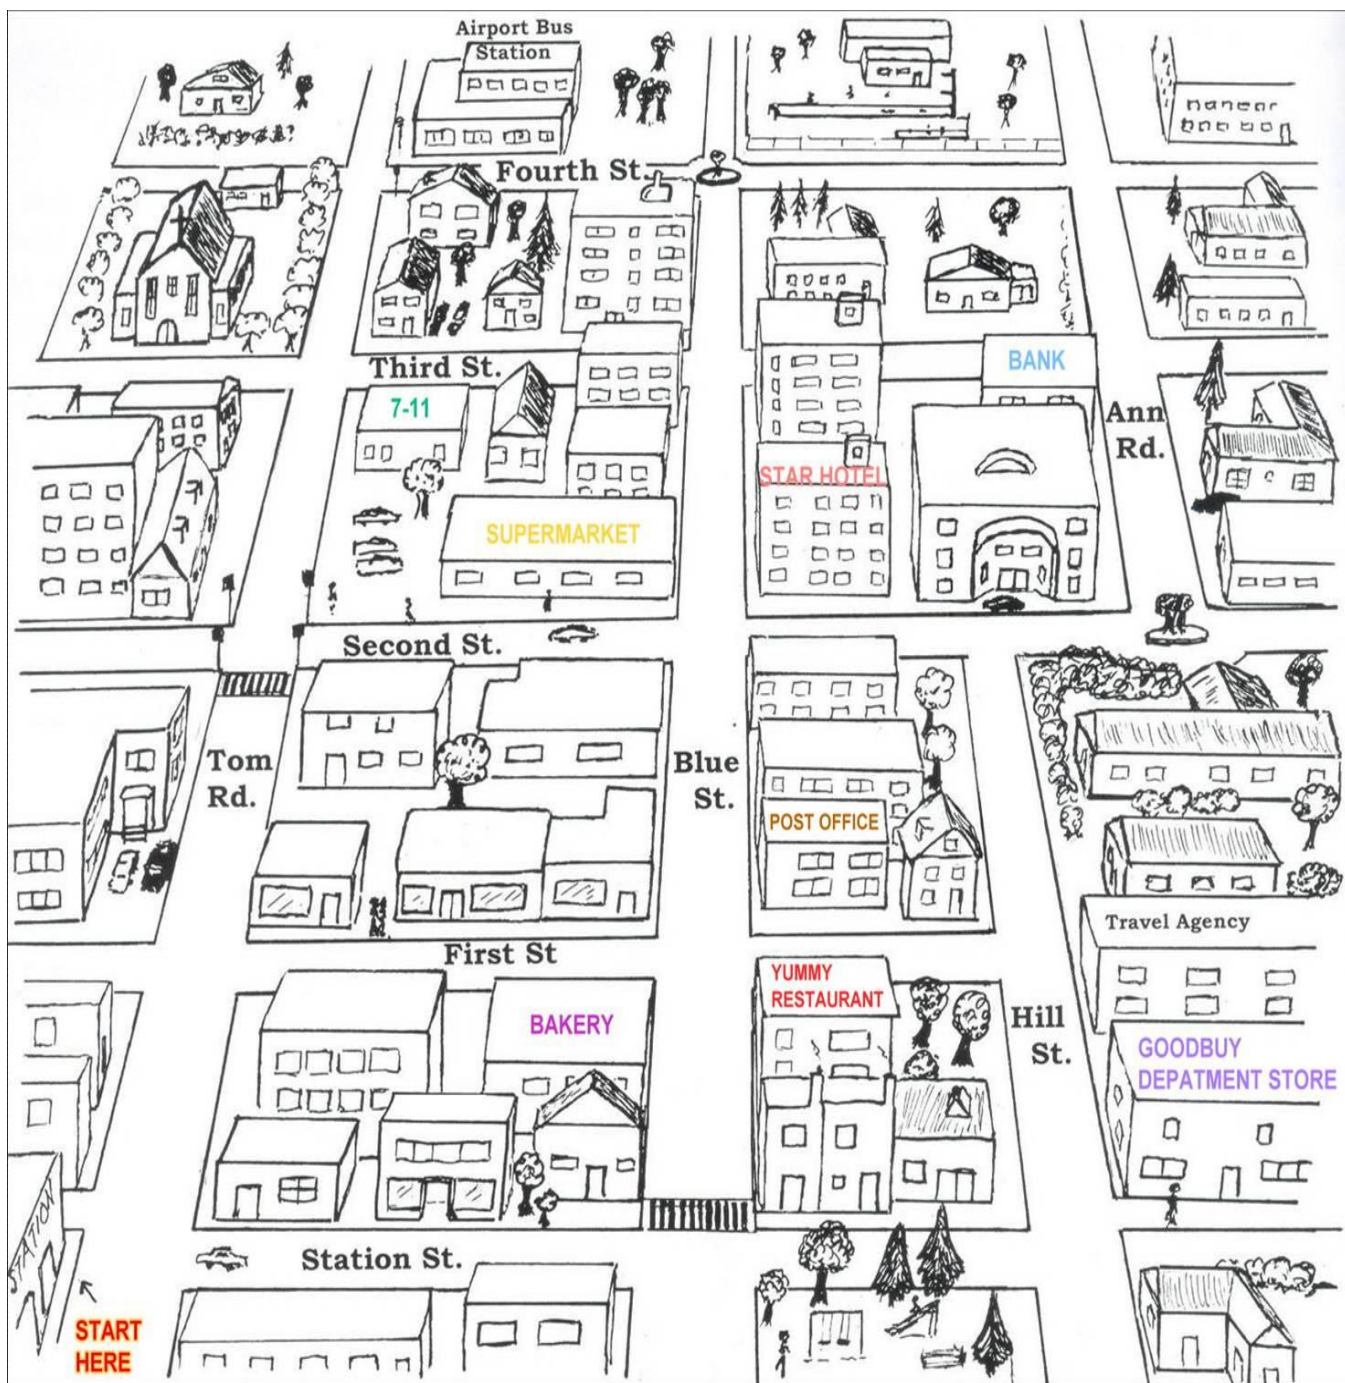 Airport Bus
Station
Fourth St.
Third St.
BANK
7-11
Ann
Rd.
STAR HOTEL
SUPERMARKET
Second St.
Tom
Rd.
Blue
St.
POST OFFICE
Travel Agency
First St
YUMMY
RESTAURANT
BAKERY
Hill
St.
GOODBUY
DEPATMENT STORE
STATION
Station St.
START
HERE